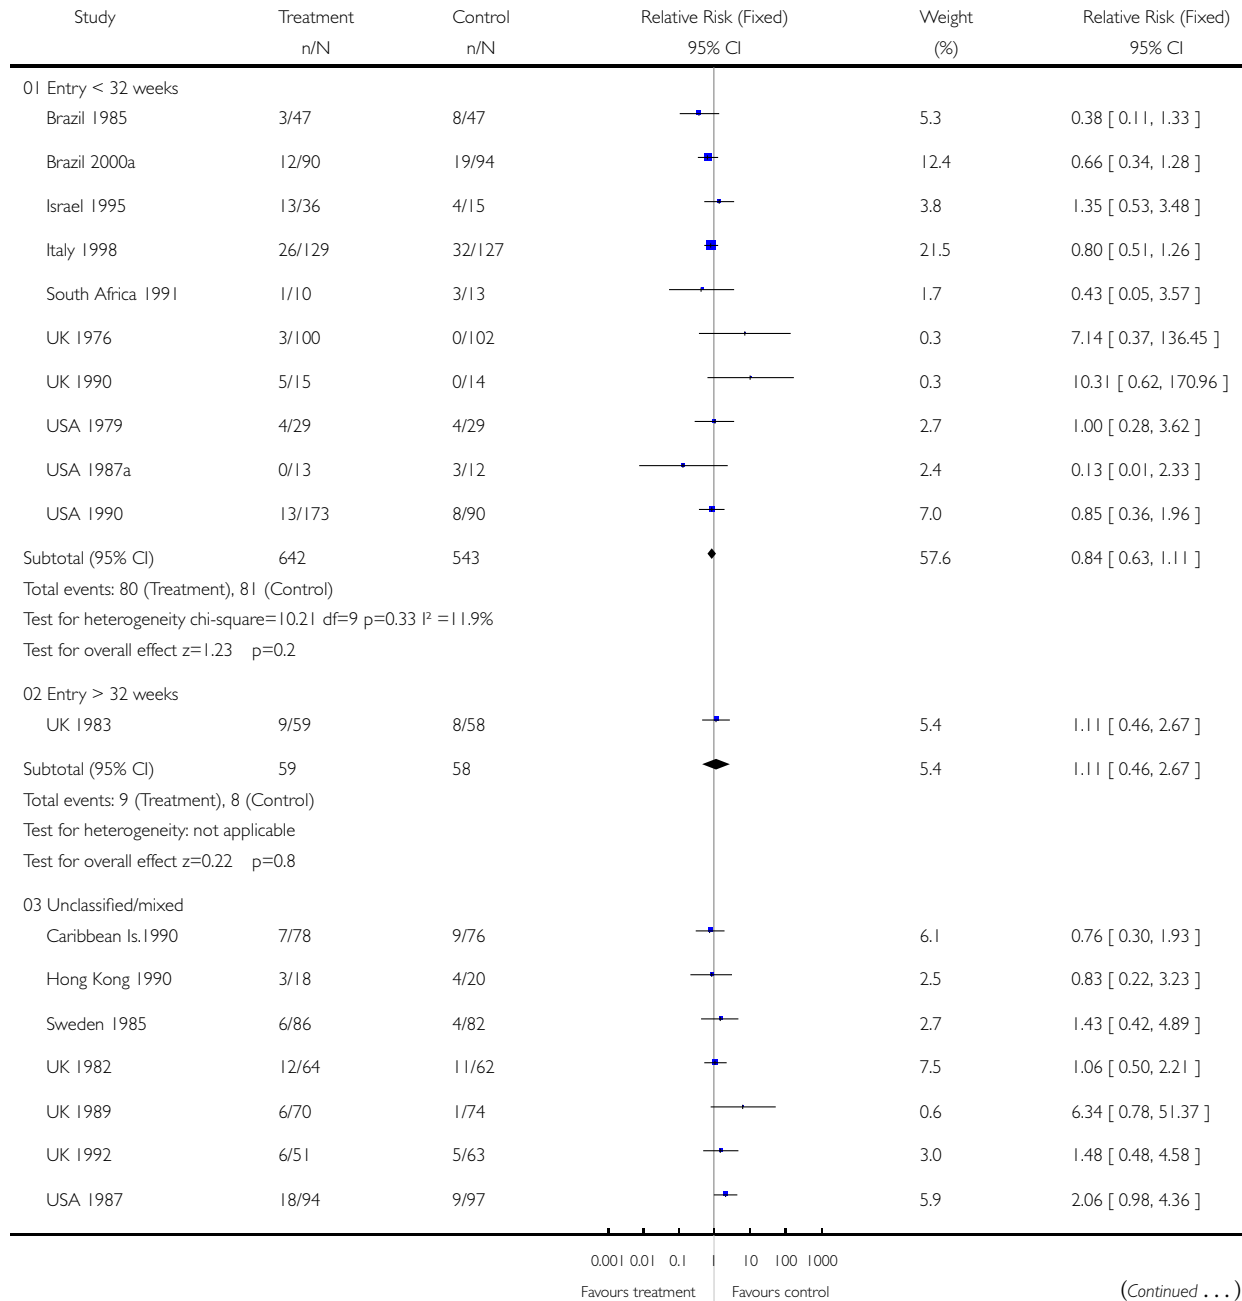 Study Treatment Control Relative Risk (Fixed) Weight Relative Risk (Fixed)
n/N n/N 95% CI (%) 95% CI
01 Entry < 32 weeks
Brazil 1985 3/47 8/47 5.3 0.38 [ 0.11, 1.33 ]
Brazil 2000a 12/90 19/94 12.4 0.66 [ 0.34, 1.28 ]
Israel 1995 13/36 4/15 3.8 1.35 [ 0.53, 3.48 ]
Italy 1998 26/129 32/127 21.5 0.80 [ 0.51, 1.26 ]
South Africa 1991 1/10 3/13 1.7 0.43 [ 0.05, 3.57 ]
UK 1976 3/100 0/102 0.3 7.14 [ 0.37, 136.45 ]
UK 1990 5/15 0/14 0.3 10.31 [ 0.62, 170.96 ]
USA 1979 4/29 4/29 2.7 1.00 [ 0.28, 3.62 ]
USA 1987a 0/13 3/12 2.4 0.13 [ 0.01, 2.33 ]
USA 1990 13/173 8/90 7.0 0.85 [ 0.36, 1.96 ]
Subtotal (95% CI) 642 543 57.6 0.84 [ 0.63, 1.11 ]
Total events: 80 (Treatment), 81 (Control)
Test for heterogeneity chi-square=10.21 df=9 p=0.33 I² =11.9%
Test for overall effect z=1.23 p=0.2
02 Entry > 32 weeks
UK 1983 9/59 8/58 5.4 1.11 [ 0.46, 2.67 ]
Subtotal (95% CI) 59 58 5.4 1.11 [ 0.46, 2.67 ]
Total events: 9 (Treatment), 8 (Control)
Test for heterogeneity: not applicable
Test for overall effect z=0.22 p=0.8
03 Unclassified/mixed
Caribbean Is.1990 7/78 9/76 6.1 0.76 [ 0.30, 1.93 ]
Hong Kong 1990 3/18 4/20 2.5 0.83 [ 0.22, 3.23 ]
Sweden 1985 6/86 4/82 2.7 1.43 [ 0.42, 4.89 ]
UK 1982 12/64 11/62 7.5 1.06 [ 0.50, 2.21 ]
UK 1989 6/70 1/74 0.6 6.34 [ 0.78, 51.37 ]
UK 1992 6/51 5/63 3.0 1.48 [ 0.48, 4.58 ]
USA 1987 18/94 9/97 5.9 2.06 [ 0.98, 4.36 ]
0.001 0.01 0.1 1 10 100 1000
Favours treatment Favours control (Continued . . . )